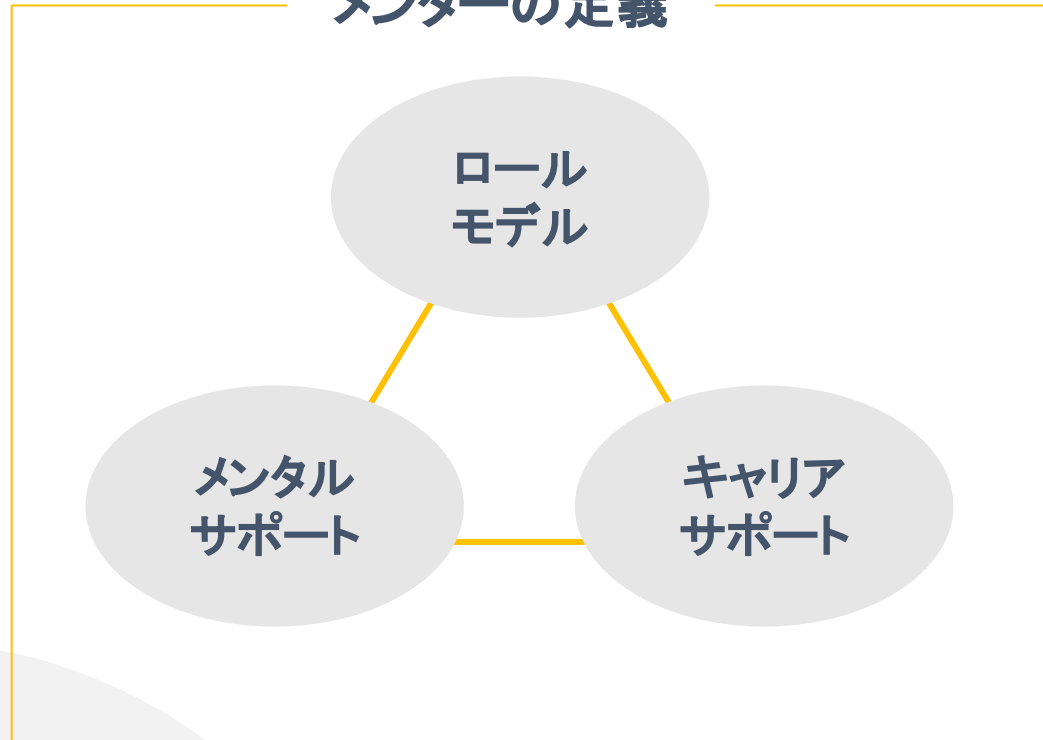 メンターの定義
ロール
モデル
メンタル
サポート
キャリア
サポート